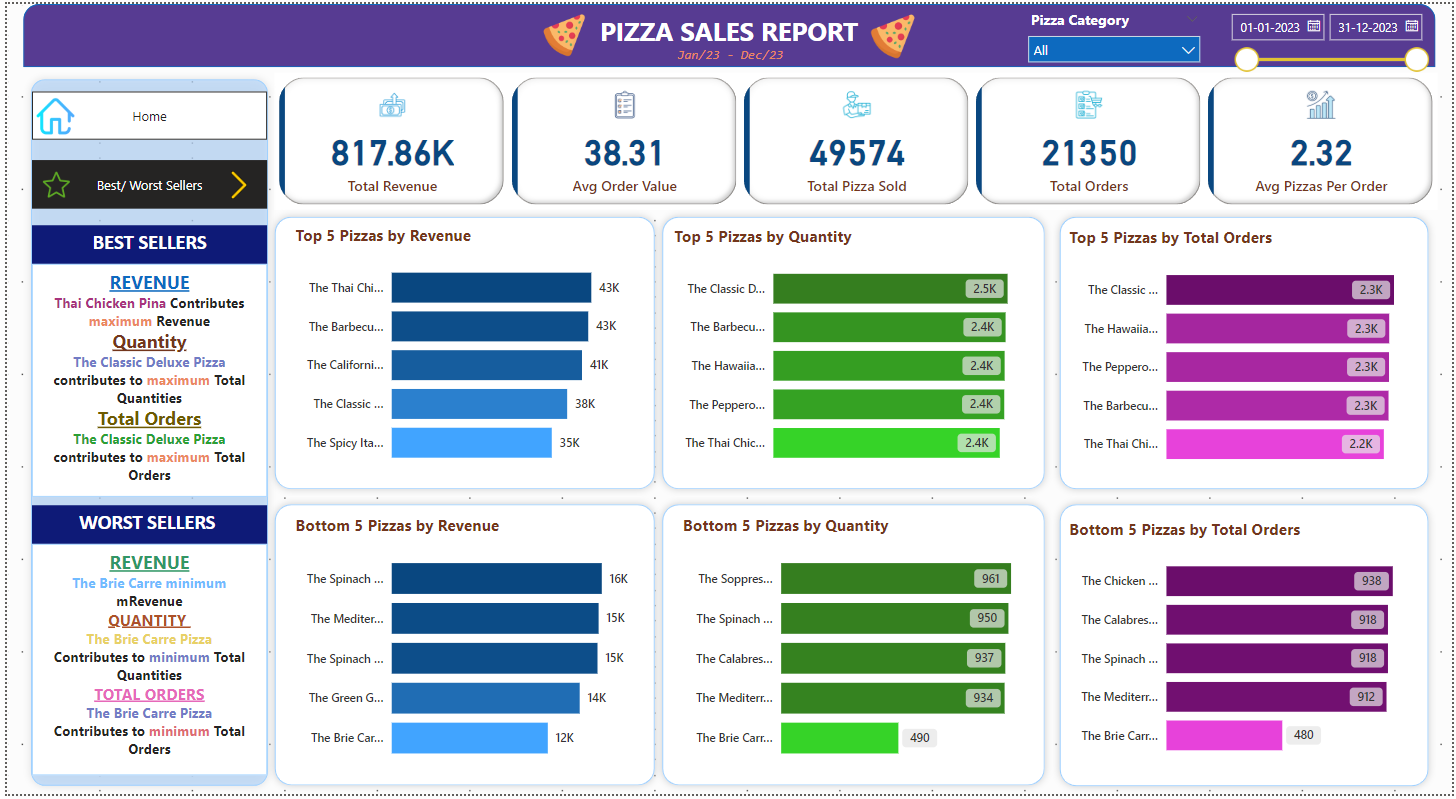 PIZZA SALES REPORT
Jan/23 - Dec/23
Pizza Category
All
01-01-2023
31-12-2023
Home
Best/ Worst Sellers
BEST SELLERS
REVENUE
Thai Chicken Pina Contributes
maximum Revenue
Quantity
The Classic Deluxe Pizza
contributes to maximum Total
Quantities
Total Orders
The Classic Deluxe Pizza
contributes to maximum Total
Orders
WORST SELLERS
REVENUE
The Brie Carre minimum
mRevenue
QUANTITY
The Brie Carre Pizza
Contributes to minimum Total
Quantities
TOTAL ORDERS
The Brie Carre Pizza
Contributes to minimum Total
Orders
817.86K
Total Revenue
38.31
Avg Order Value
49574
Total Pizza Sold
21350
Total Orders
2.32
Avg Pizzas Per Order
Top 5 Pizzas by Revenue
The Thai Chi... 43K
The Barbecu... 43K
The Californi... 41K
The Classic ... 38K
The Spicy Ita... 35K
Top 5 Pizzas by Quantity
The Classic D... 2.5K
The Barbecu... 2.4K
The Hawaiia... 2.4K
The Peppero... 2.4K
The Thai Chic... 2.4K
Top 5 Pizzas by Total Orders
The Classic ... 2.3K
The Hawaiia... 2.3K
The Peppero... 2.3K
The Barbecu... 2.3K
The Thai Chi... 2.2K
Bottom 5 Pizzas by Revenue
The Spinach ... 16K
The Mediter... 15K
The Spinach ... 15K
The Green G... 14K
The Brie Car... 12K
Bottom 5 Pizzas by Quantity
The Soppres... 961
The Spinach ... 950
The Calabres... 937
The Mediterr... 934
The Brie Carr... 490
Bottom 5 Pizzas by Total Orders
The Chicken ... 938
The Calabres... 918
The Spinach ... 918
The Mediterr... 912
The Brie Carr... 480